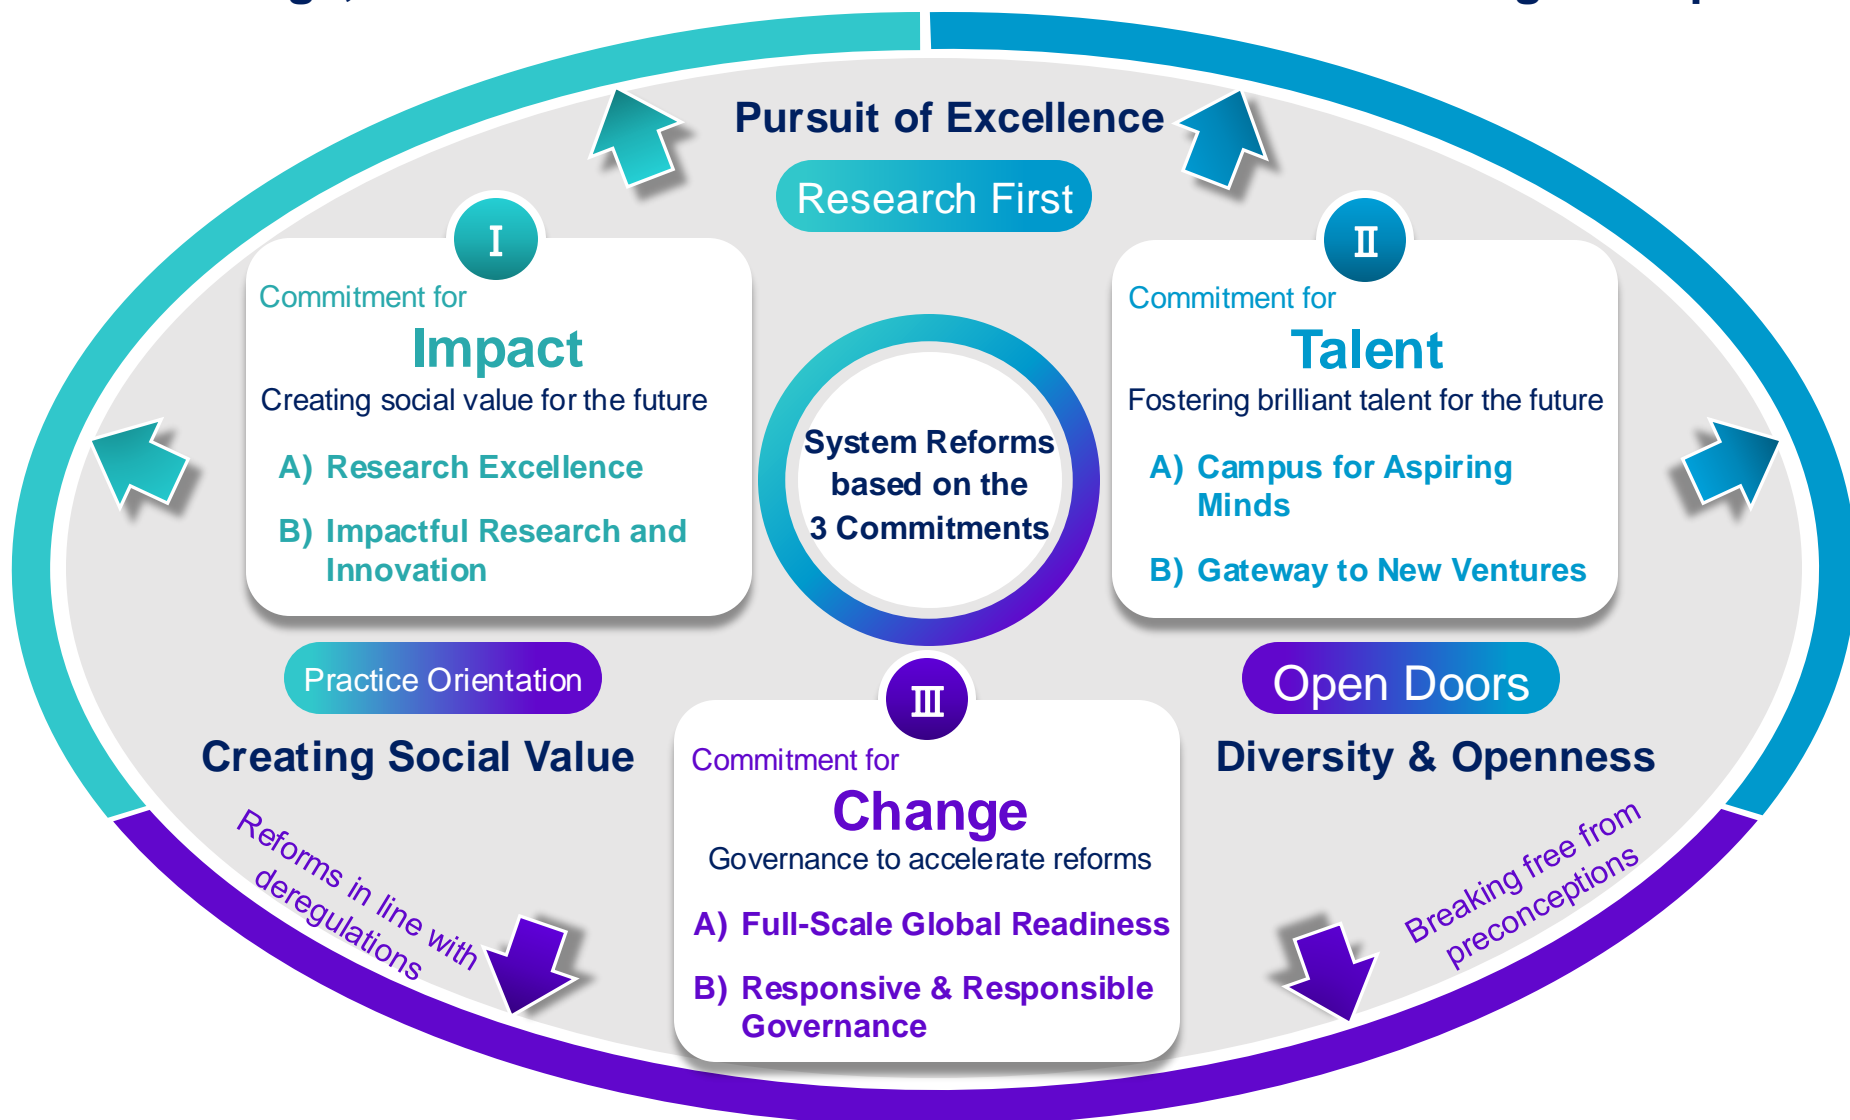 Pursuit of Excellence
Research First
I
Commitment for
Impact
Creating social value for the future
A) Research Excellence
B) Impactful Research and
Innovation
II
Commitment for
Talent
Fostering brilliant talent for the future
A) Campus for Aspiring
Minds
B) Gateway to New Ventures
System Reforms
based on the
3 Commitments
Practice Orientation
Creating Social Value
Open Doors
Diversity & Openness
III
Commitment for
Change
Governance to accelerate reforms
A) Full-Scale Global Readiness
B) Responsive & Responsible
Governance
Reforms in line with
deregulations
Breaking free from
preconceptions